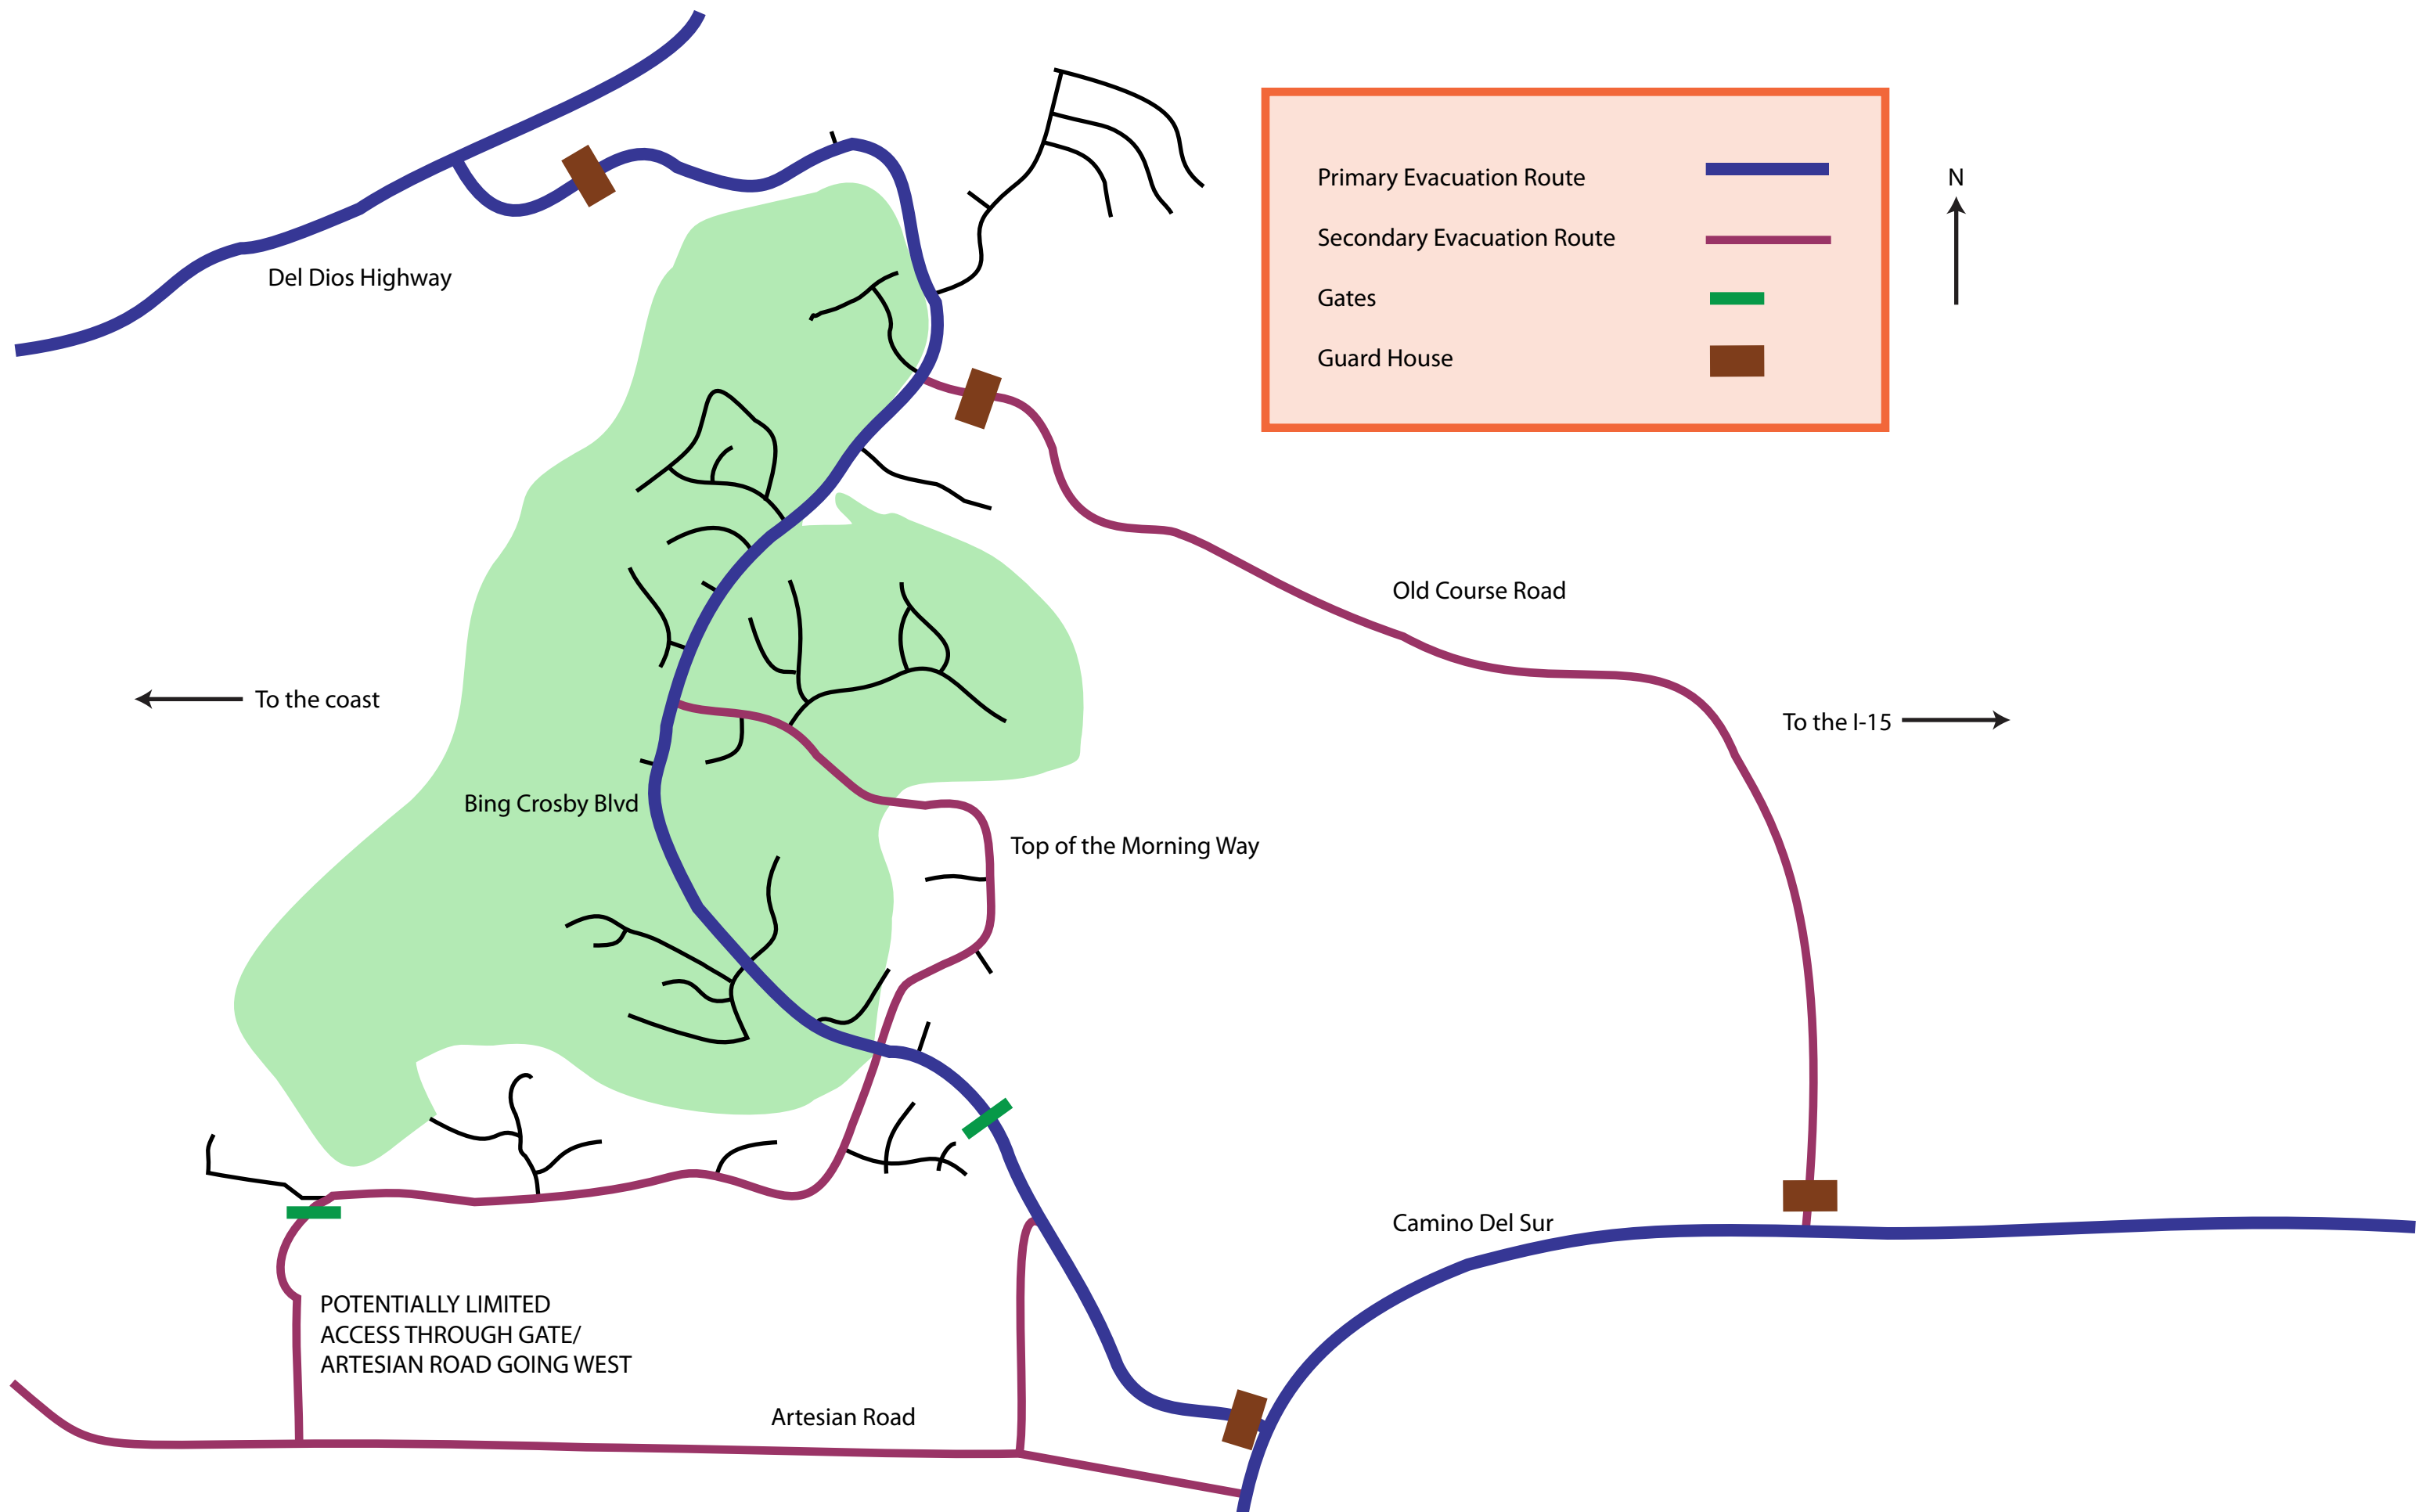 Primary Evacuation Route
N
Secondary Evacuation Route
Del Dios Highway
Gates
Guard House
Old Course Road
To the coast
To the I-15
Bing Crosby Blvd
Top of the Morning Way
Camino Del Sur
POTENTIALLY LIMITED
ACCESS THROUGH GATE/
ARTESIAN ROAD GOING WEST
Artesian Road